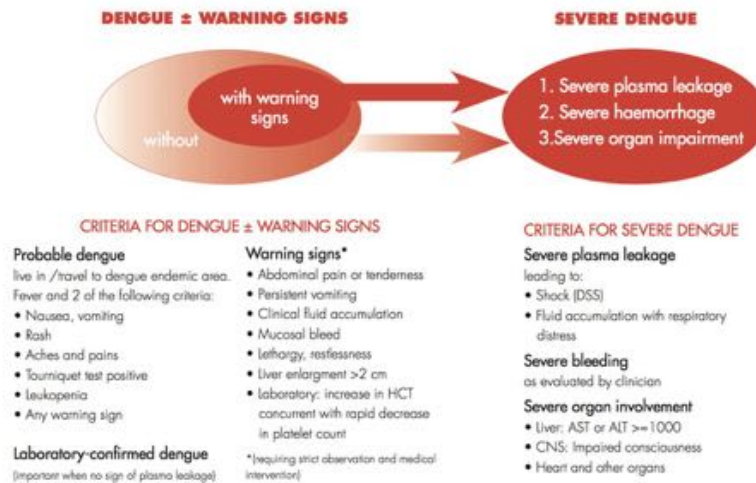 DENGUE ± WARNING SIGNS
SEVERE DENGUE
with warning
signs
without
1. Severe plasma leakage
2. Severe haemorrhage
3.Severe organ impairment
CRITERIA FOR DENGUE ± WARNING SIGNS
Probable dengue
live in /travel to dengue endemic area.
Fever and 2 of the following criteria:
• Nausea, vomiting
• Rash
• Aches and pains
• Tourniquet test positive
• Leukopenia
• Any warning sign
Laboratory-confirmed dengue
(important when no sign of plasma leakage)
Warning signs*
• Abdominal pain or tenderness
• Persistent vomiting
• Clinical fluid accumulation
• Mucosal bleed
• Lethargy, restlessness
• Liver enlargment >2 cm
• Laboratory: increase in HCT
concurrent with rapid decrease
in platelet count
*(requiring strict observation and medical
intervention)
CRITERIA FOR SEVERE DENGUE
Severe plasma leakage
leading to:
• Shock (DSS)
• Fluid accumulation with respiratory
distress
Severe bleeding
as evaluated by clinician
Severe organ involvement
• Liver: AST or ALT >=1000
• CNS: Impaired consciousness
• Heart and other organs